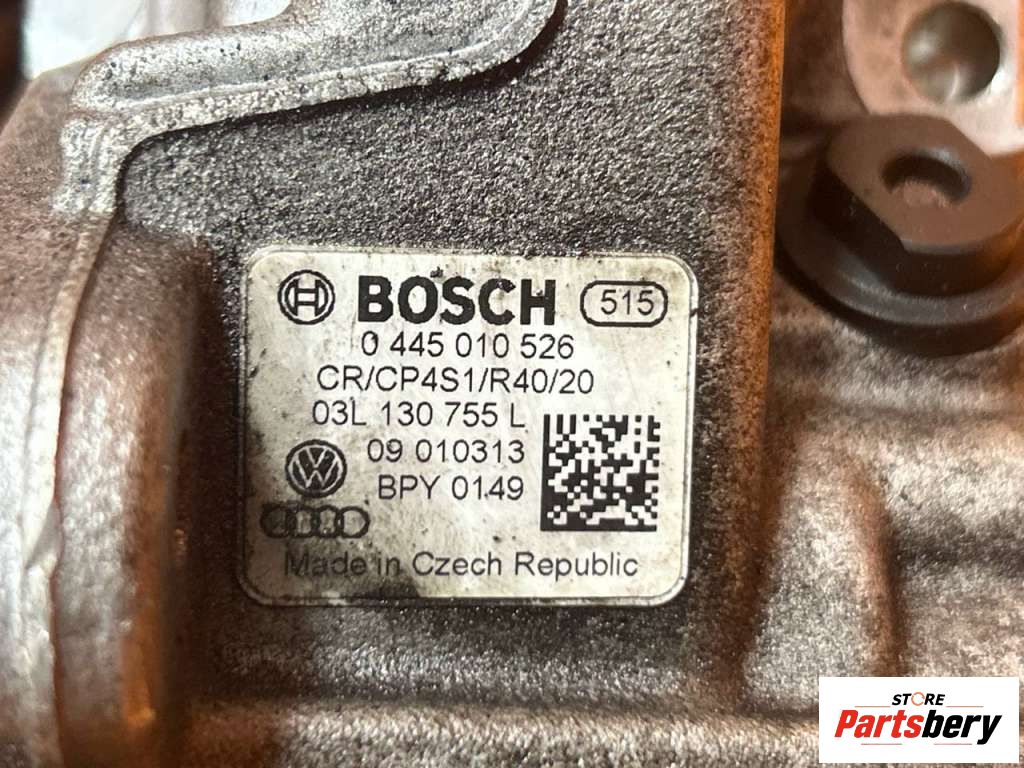 BOSCH 515
0 445 010 526
CR/CP4S1/R40/20
03L 130 755 L
09 010313
BPY 0149
Made in Czech Republic
STORE
Partsbery